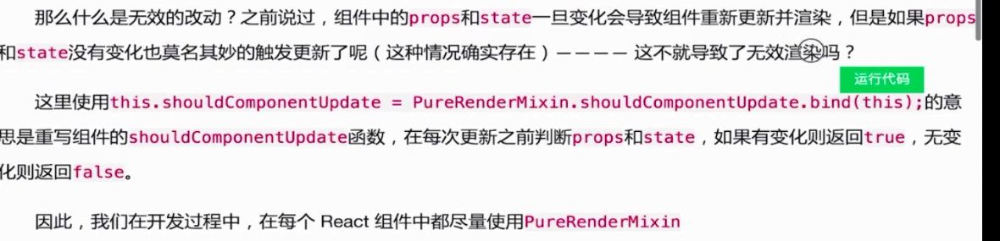 那么什么是无效的改动？之前说过，组件中的props和state一旦变化会导致组件重新更新并渲染，但是如果props
和state没有变化也莫名其妙的触发更新了呢（这种情况确实存在）———— 这不就导致了无效渲染吗？
运行代码
这里使用this.shouldComponentUpdate = PureRenderMixin.shouldComponentUpdate.bind(this);的意
思是重写组件的shouldComponentUpdate函数，在每次更新之前判断props和state，如果有变化则返回true，无变
化则返回false。
因此，我们在开发过程中，在每个 React 组件中都尽量使用PureRenderMixin